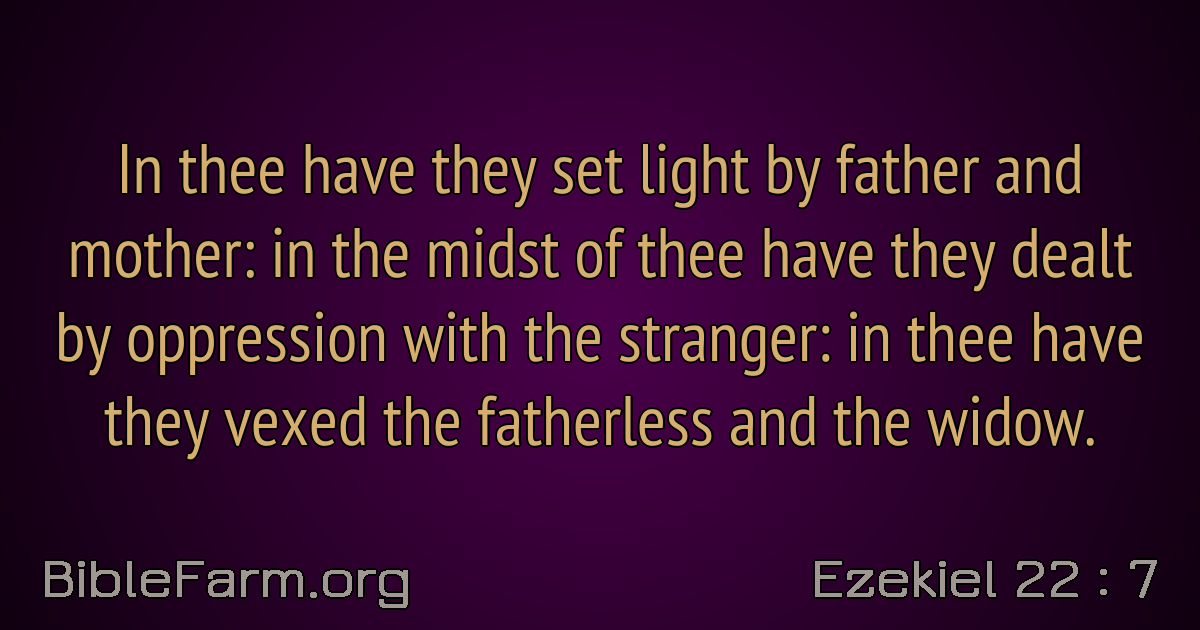 In thee have they set light by father and
mother: in the midst of thee have they dealt
by oppression with the stranger: in thee have
they vexed the fatherless and the widow.
BibleFarm.org
Ezekiel 22 : 7